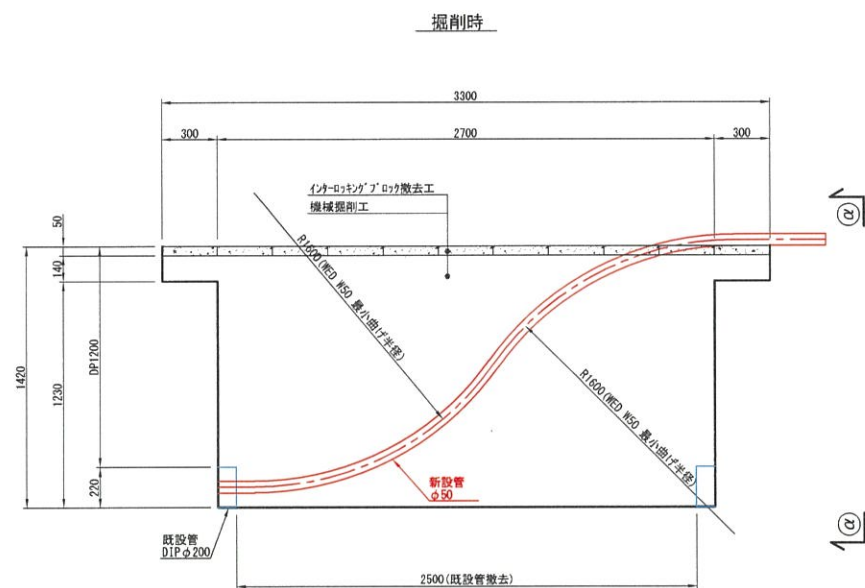 掘削時
3300
300
2700
300
インターロッキングブロック撤去工
機械掘削工
50
140
1420
1230
DP1200
220
R1600(WED W50 最小曲げ半径)
R1600(WED W50 最小曲げ半径)
新設管
φ50
既設管
DIPφ200
2500(既設管撤去)
ⓐ
ⓐ